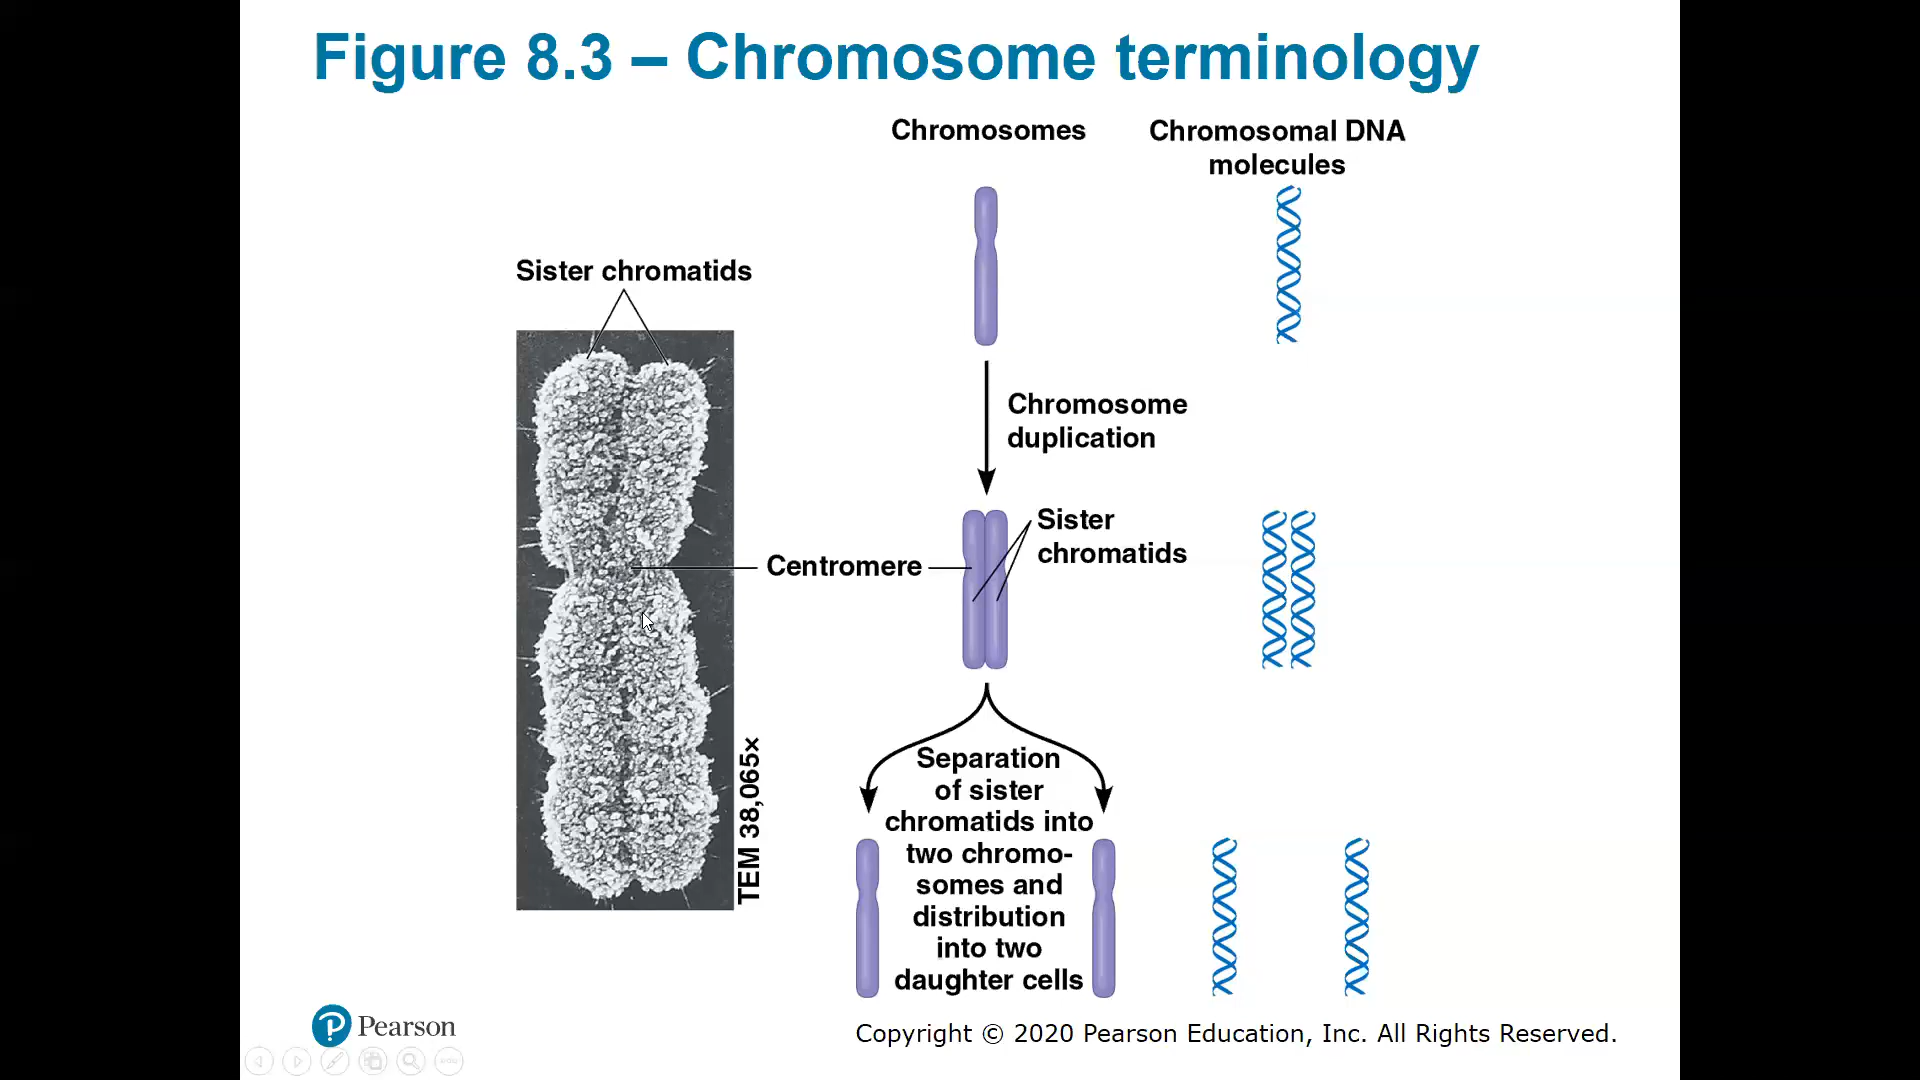 Figure 8.3 – Chromosome terminology
Chromosomes
Chromosomal DNA
molecules
Sister chromatids
Chromosome
duplication
Sister
chromatids
Centromere
Separation
of sister
chromatids into
two chromo-
somes and
distribution
into two
daughter cells
TEM 38,065×
Pearson
Copyright © 2020 Pearson Education, Inc. All Rights Reserved.